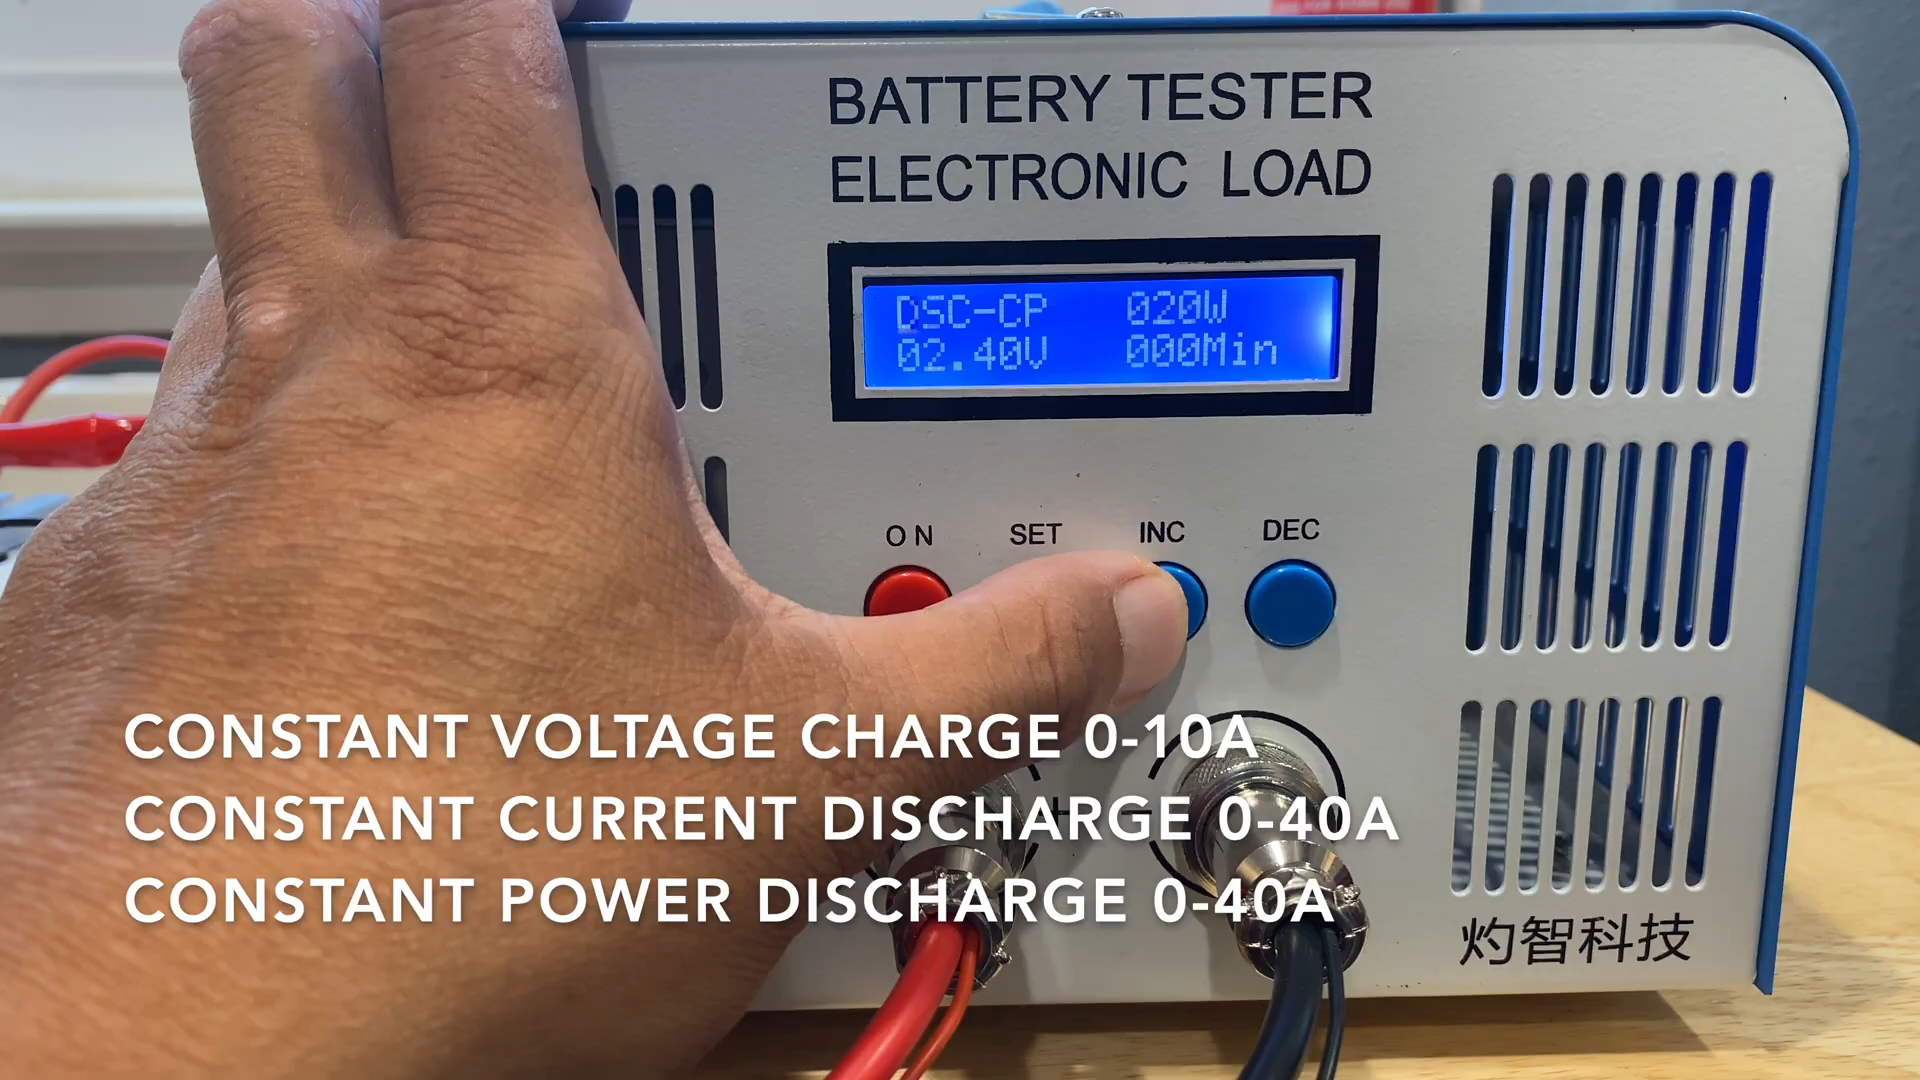 BATTERY TESTER
ELECTRONIC LOAD
DSC-CP 020W
02.40V 000Min
ON SET INC DEC
CONSTANT VOLTAGE CHARGE 0-10A
CONSTANT CURRENT DISCHARGE 0-40A
CONSTANT POWER DISCHARGE 0-40A
灼智科技